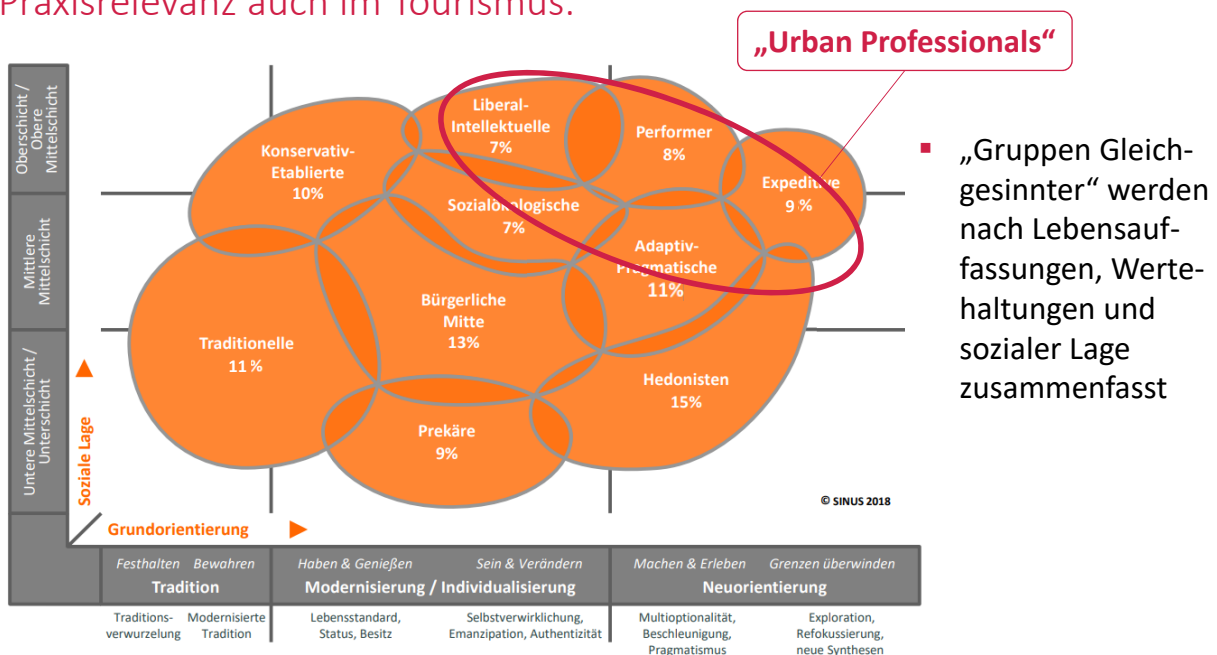 Praxisrelevanz auch im Tourismus.
„Urban Professionals“
Oberschicht /
Obere
Mittelschicht
Mittlere
Mittelschicht
Untere Mittelschicht /
Unterschicht
Soziale Lage
Liberal-
Intellektuelle
7%
Performer
8%
Konservativ-
Etablierte
10%
Expeditive
9 %
Sozialökologische
7%
Adaptiv-
Pragmatische
11%
Bürgerliche
Mitte
13%
Traditionelle
11 %
Hedonisten
15%
Prekäre
9%
© SINUS 2018
▪ „Gruppen Gleich-
gesinnter“ werden
nach Lebensauf-
fassungen, Werte-
haltungen und
sozialer Lage
zusammenfasst
Grundorientierung
Festhalten Bewahren
Tradition
Haben & Genießen Sein & Verändern
Modernisierung / Individualisierung
Machen & Erleben Grenzen überwinden
Neuorientierung
Traditions-
verwurzelung
Modernisierte
Tradition
Lebensstandard,
Status, Besitz
Selbstverwirklichung,
Emanzipation, Authentizität
Multioptionalität,
Beschleunigung,
Pragmatismus
Exploration,
Refokussierung,
neue Synthesen